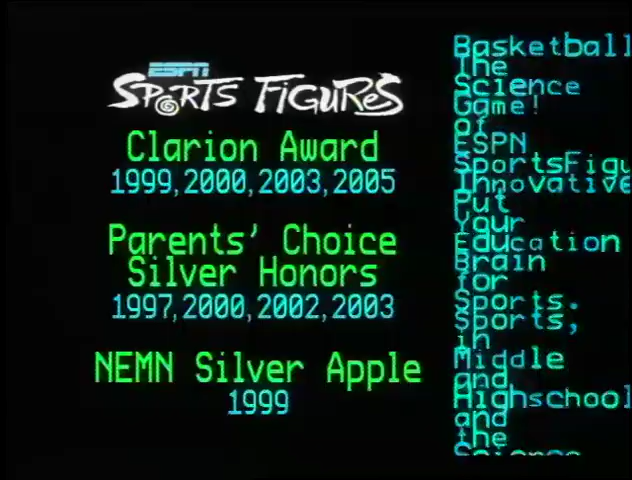 ESPN
SPORTS FIGURES
Clarion Award
1999,2000,2003,2005
Parents' Choice
Silver Honors
1997,2000,2002,2003
NEMN Silver Apple
1999
Basketball
The
Science
Game!
of
ESPN
SportsFigu
Innovative
Put
Your
Education
Brain
for
Sports.
Sports,
in
Middle
and
Highschool
and
the
Science